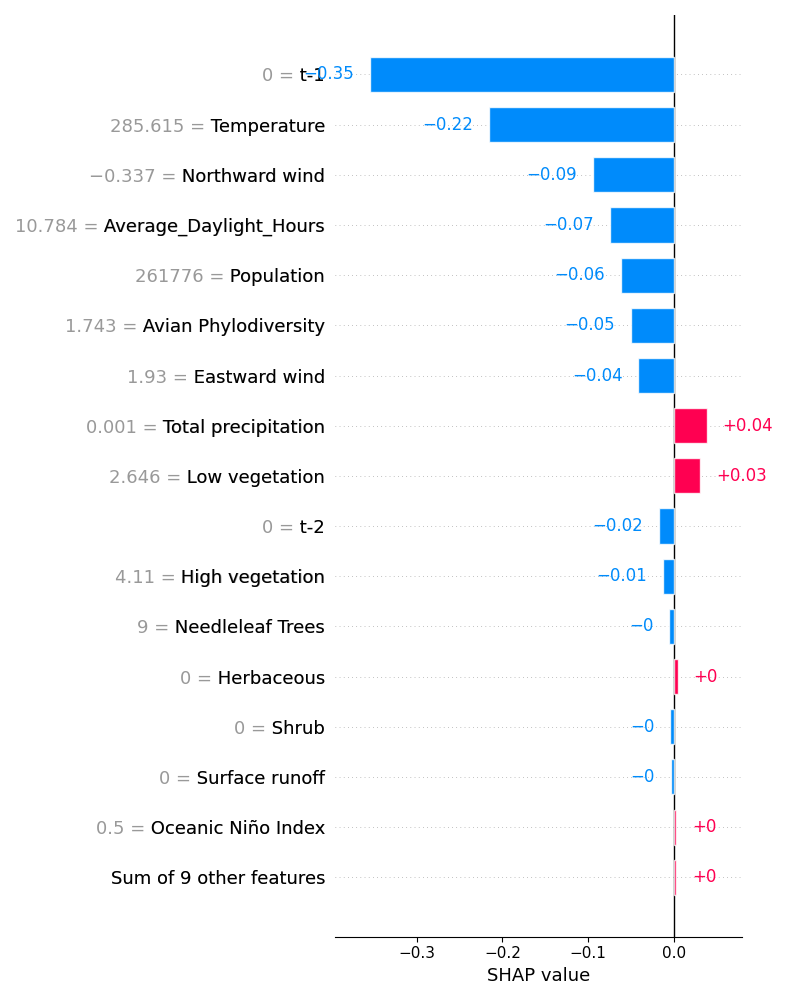 0 = t-1 −0.35
285.615 = Temperature −0.22
−0.337 = Northward wind −0.09
10.784 = Average_Daylight_Hours −0.07
261776 = Population −0.06
1.743 = Avian Phylodiversity −0.05
1.93 = Eastward wind −0.04
0.001 = Total precipitation +0.04
2.646 = Low vegetation +0.03
0 = t-2 −0.02
4.11 = High vegetation −0.01
9 = Needleleaf Trees −0
0 = Herbaceous +0
0 = Shrub −0
0 = Surface runoff −0
0.5 = Oceanic Niño Index +0
Sum of 9 other features +0
−0.3 −0.2 −0.1 0.0
SHAP value